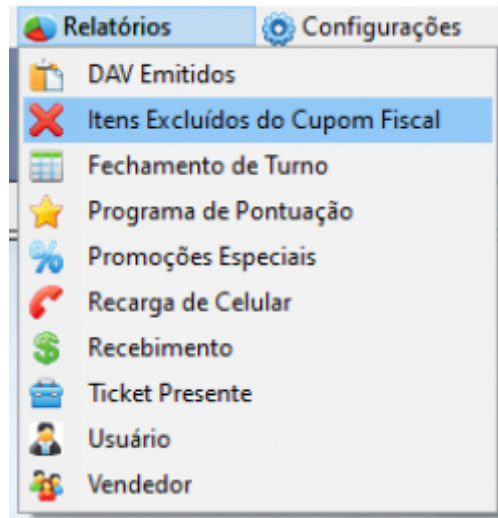 Relatórios Configurações
DAV Emitidos
Itens Excluídos do Cupom Fiscal
Fechamento de Turno
Programa de Pontuação
Promoções Especiais
Recarga de Celular
Recebimento
Ticket Presente
Usuário
Vendedor